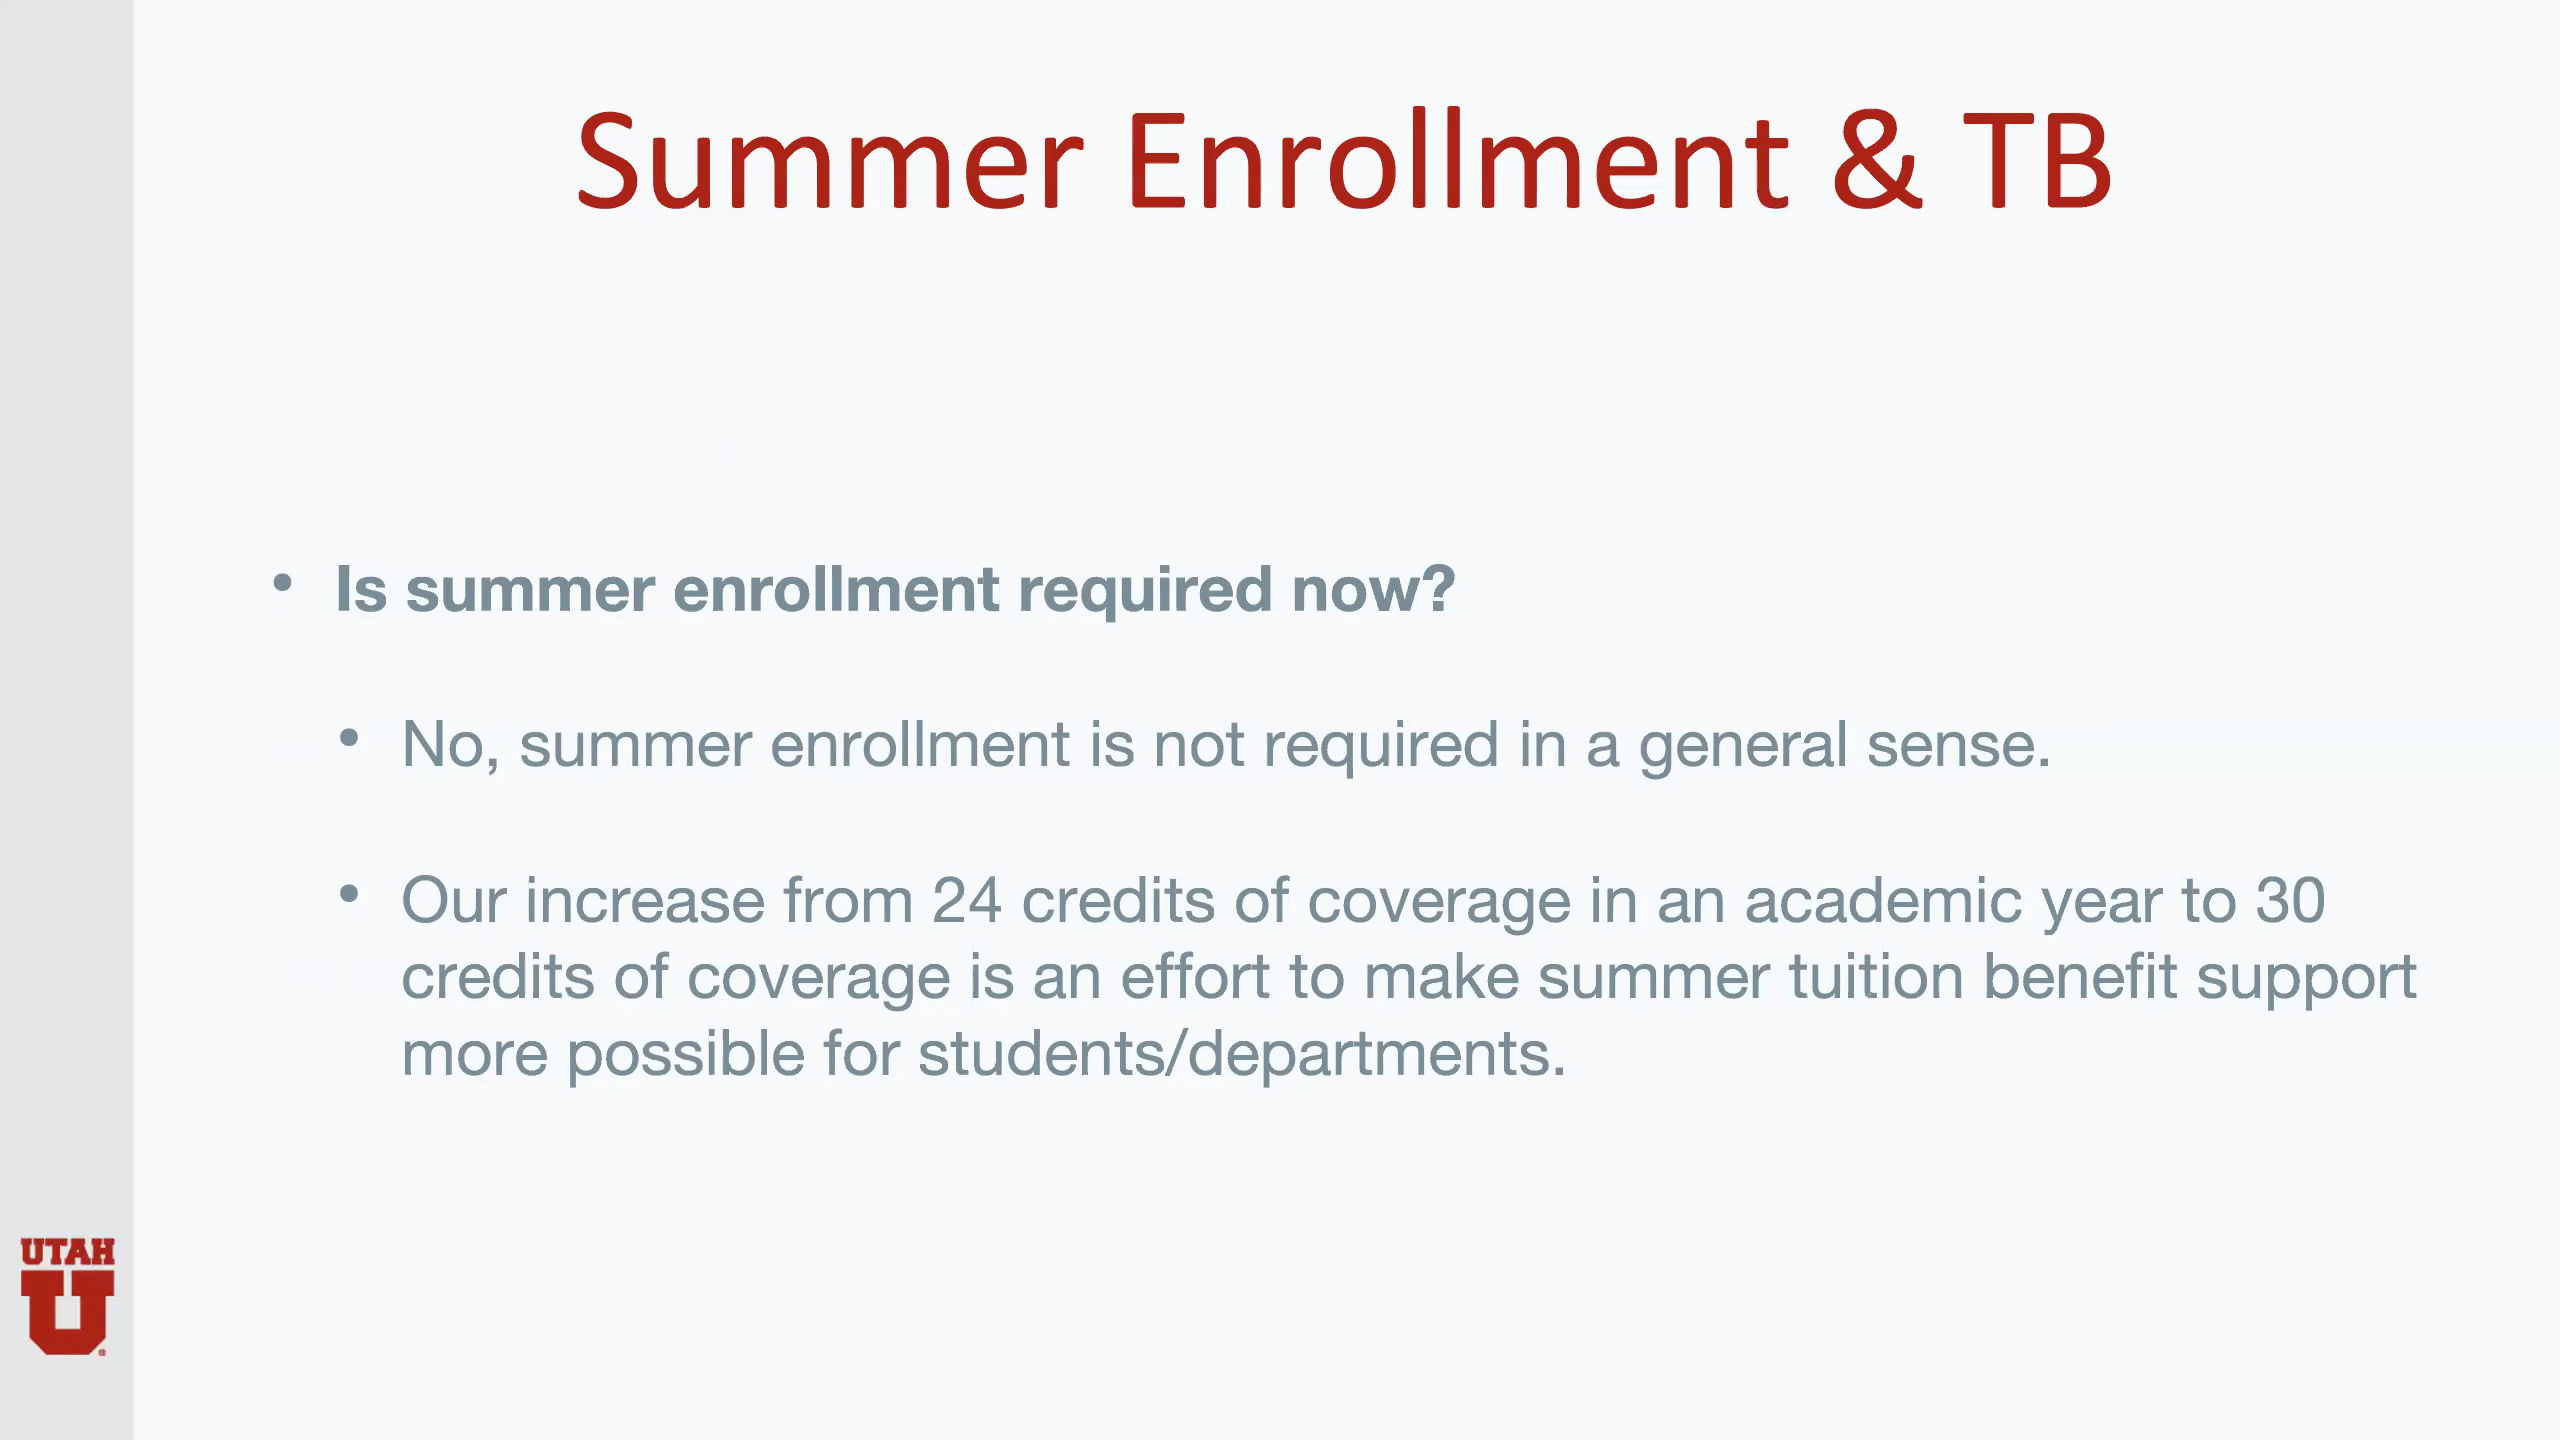 Summer Enrollment & TB
• Is summer enrollment required now?
• No, summer enrollment is not required in a general sense.
• Our increase from 24 credits of coverage in an academic year to 30
credits of coverage is an effort to make summer tuition benefit support
more possible for students/departments.
UTAH
U
®